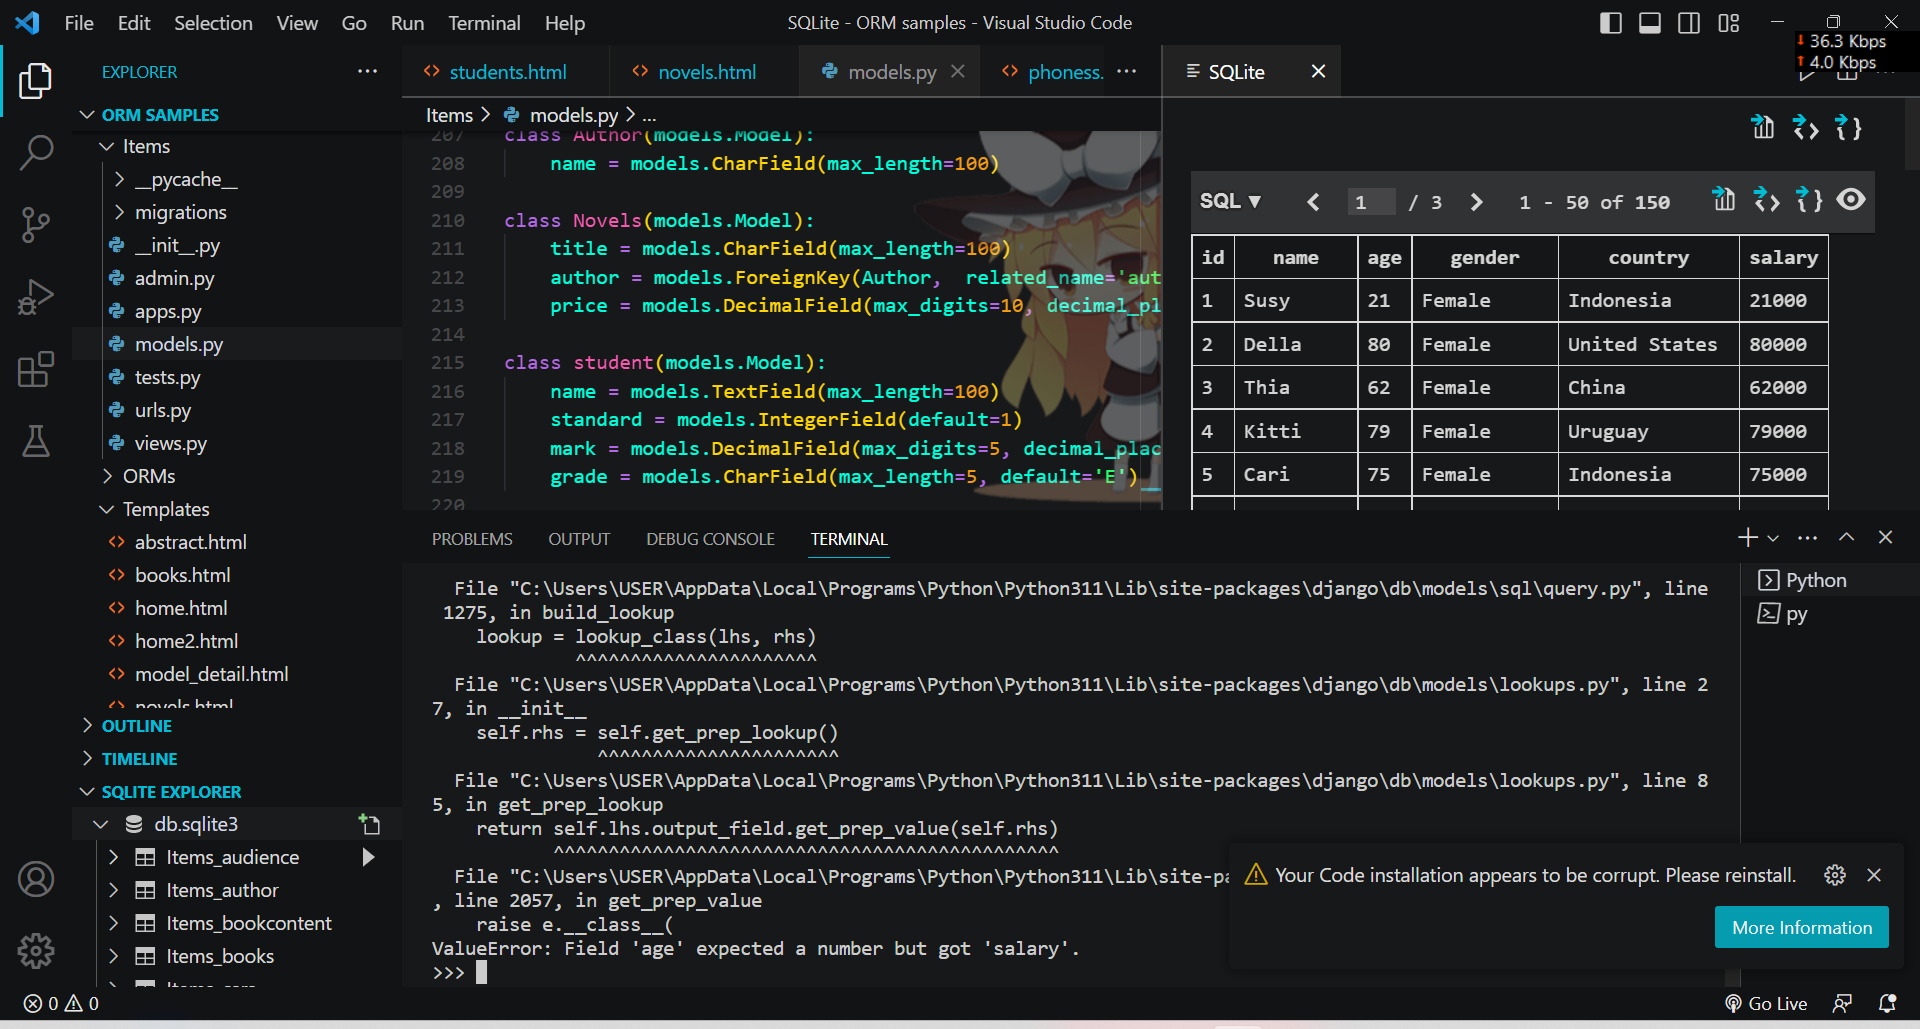 File Edit Selection View Go Run Terminal Help
SQLite - ORM samples - Visual Studio Code
36.3 Kbps
4.0 Kbps
EXPLORER
ORM SAMPLES
Items
__pycache__
migrations
__init__.py
admin.py
apps.py
models.py
tests.py
urls.py
views.py
ORMs
Templates
abstract.html
books.html
home.html
home2.html
model_detail.html
novels.html
OUTLINE
TIMELINE
SQLITE EXPLORER
db.sqlite3
Items_audience
Items_author
Items_bookcontent
Items_books
students.html novels.html models.py phoness.
Items > models.py > ...
207 class Author(models.Model):
208 name = models.CharField(max_length=100)
209
210 class Novels(models.Model):
211 title = models.CharField(max_length=100)
212 author = models.ForeignKey(Author, related_name='aut
213 price = models.DecimalField(max_digits=10, decimal_pl
214
215 class student(models.Model):
216 name = models.TextField(max_length=100)
217 standard = models.IntegerField(default=1)
218 mark = models.DecimalField(max_digits=5, decimal_plac
219 grade = models.CharField(max_length=5, default='E')
220
SQLite
SQL ▼ < 1 / 3 > 1 - 50 of 150
id name age gender country salary
1 Susy 21 Female Indonesia 21000
2 Della 80 Female United States 80000
3 Thia 62 Female China 62000
4 Kitti 79 Female Uruguay 79000
5 Cari 75 Female Indonesia 75000
PROBLEMS OUTPUT DEBUG CONSOLE TERMINAL
File "C:\Users\USER\AppData\Local\Programs\Python\Python311\Lib\site-packages\django\db\models\sql\query.py", line
1275, in build_lookup
lookup = lookup_class(lhs, rhs)
^^^^^^^^^^^^^^^^^^^^^^
File "C:\Users\USER\AppData\Local\Programs\Python\Python311\Lib\site-packages\django\db\models\lookups.py", line 2
7, in __init__
self.rhs = self.get_prep_lookup()
^^^^^^^^^^^^^^^^^^^^^^
File "C:\Users\USER\AppData\Local\Programs\Python\Python311\Lib\site-packages\django\db\models\lookups.py", line 8
5, in get_prep_lookup
return self.lhs.output_field.get_prep_value(self.rhs)
^^^^^^^^^^^^^^^^^^^^^^^^^^^^^^^^^^^^^^^^^^^^^^
File "C:\Users\USER\AppData\Local\Programs\Python\Python311\Lib\site-pa
, line 2057, in get_prep_value
raise e.__class__(
ValueError: Field 'age' expected a number but got 'salary'.
>>>
Python
py
Your Code installation appears to be corrupt. Please reinstall.
More Information
0 0
Go Live